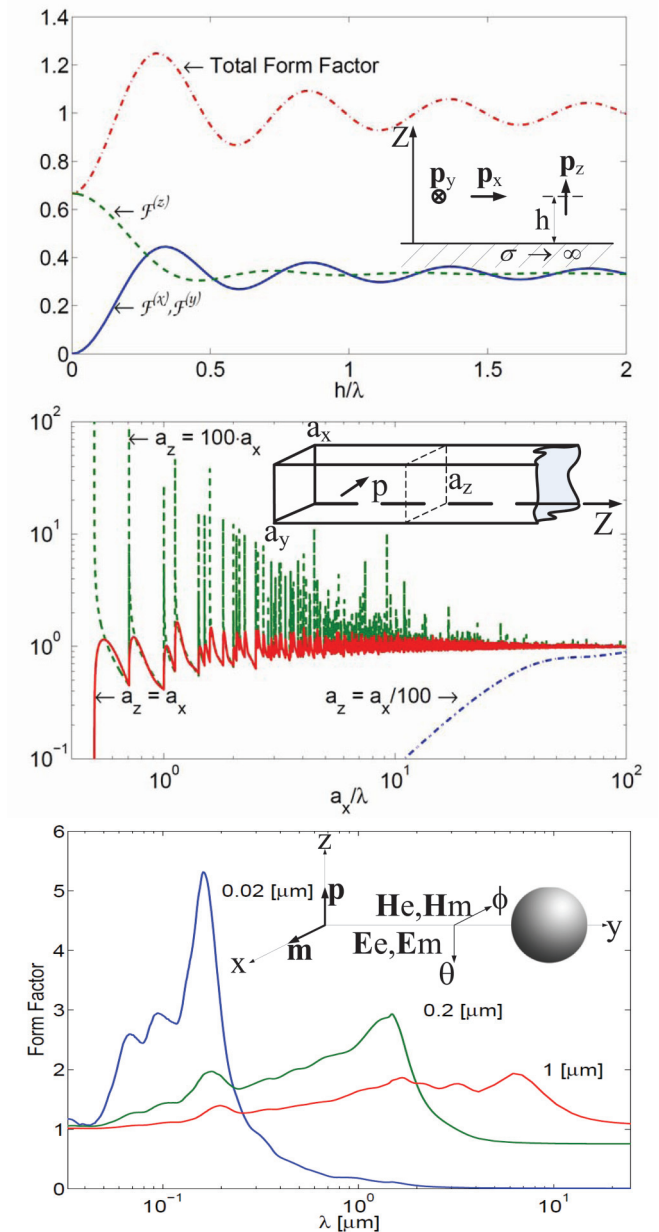 1.4
1.2
1
0.8
0.6
0.4
0.2
0
← Total Form Factor
← ℱ(z)
← ℱ(x),ℱ(y)
Z
py px pz
h
σ → ∞
0 0.5 1 1.5 2
h/λ
10^2
10^1
10^0
10^-1
← a_z = 100·a_x
a_x
p
a_z
a_y
Z
← a_z = a_x
a_z = a_x/100 →
10^0 10^1 10^2
a_x/λ
6
5
4
3
2
1
0
Form Factor
z
0.02 [μm]
p
He,Hm
ϕ
y
x
m
Ee,Em
θ
0.2 [μm]
1 [μm]
10^-1 10^0 10^1
λ [μm]